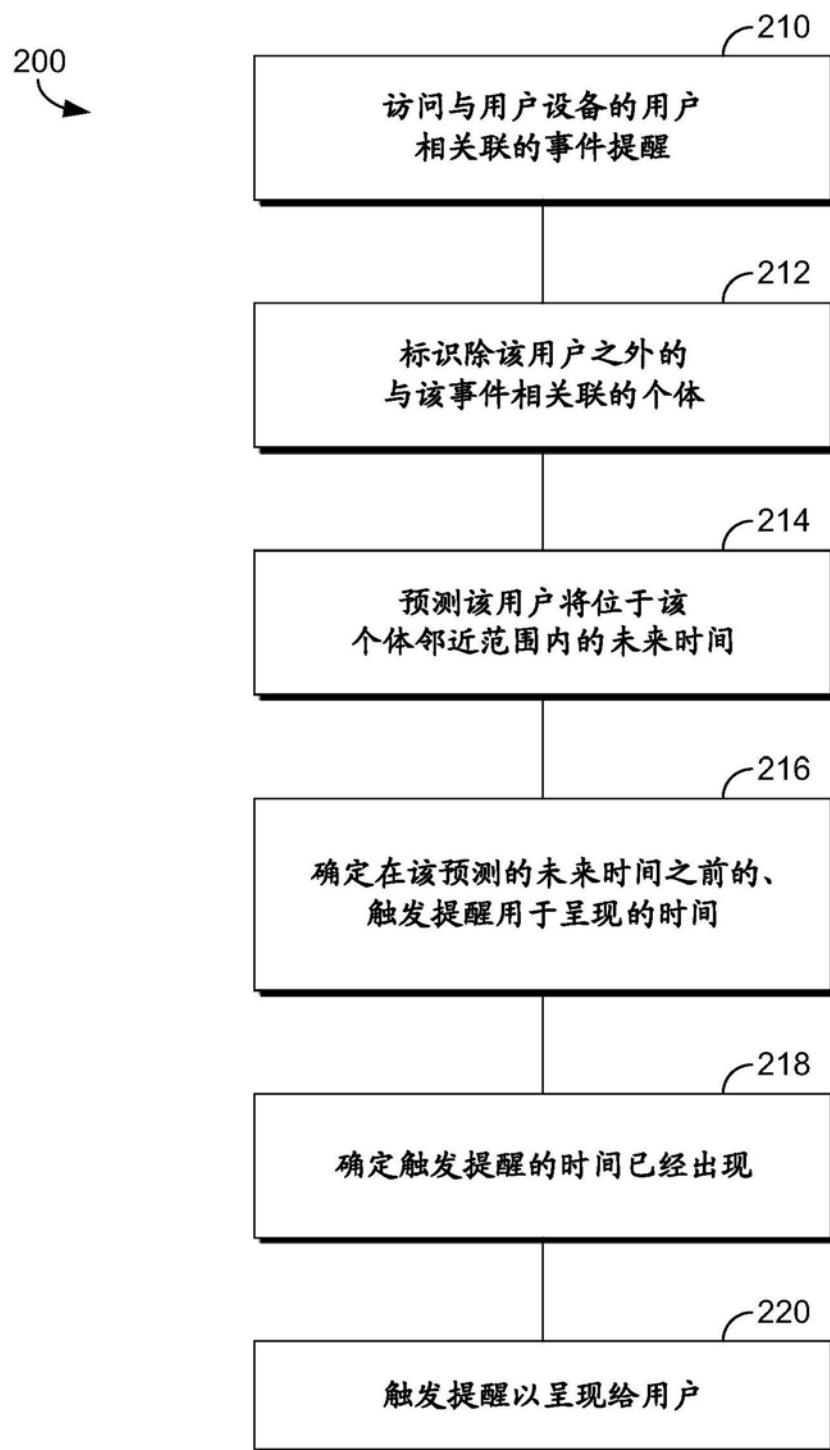 200
210
访问与用户设备的用户
相关联的事件提醒
212
标识除该用户之外的
与该事件相关联的个体
214
预测该用户将位于该
个体邻近范围内的未来时间
216
确定在该预测的未来时间之前的、
触发提醒用于呈现的时间
218
确定触发提醒的时间已经出现
220
触发提醒以呈现给用户